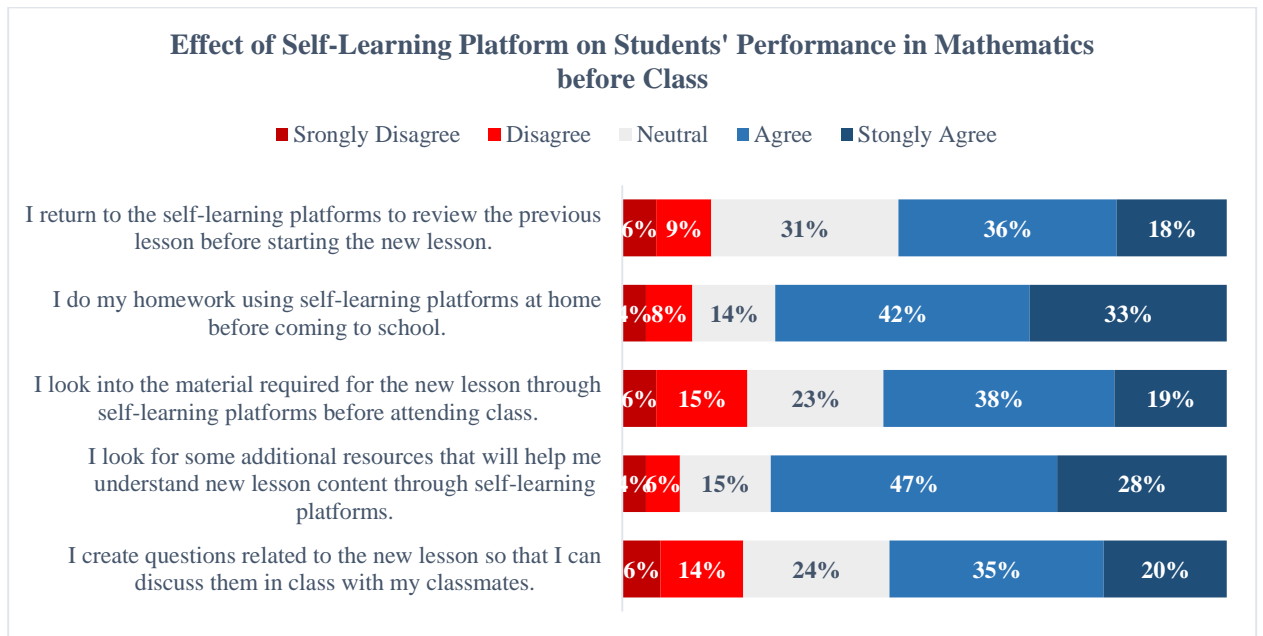 Effect of Self-Learning Platform on Students' Performance in Mathematics
before Class
Srongly Disagree Disagree Neutral Agree Stongly Agree
I return to the self-learning platforms to review the previous
lesson before starting the new lesson.
6% 9% 31% 36% 18%
I do my homework using self-learning platforms at home
before coming to school.
4% 8% 14% 42% 33%
I look into the material required for the new lesson through
self-learning platforms before attending class.
6% 15% 23% 38% 19%
I look for some additional resources that will help me
understand new lesson content through self-learning
platforms.
4% 6% 15% 47% 28%
I create questions related to the new lesson so that I can
discuss them in class with my classmates.
6% 14% 24% 35% 20%